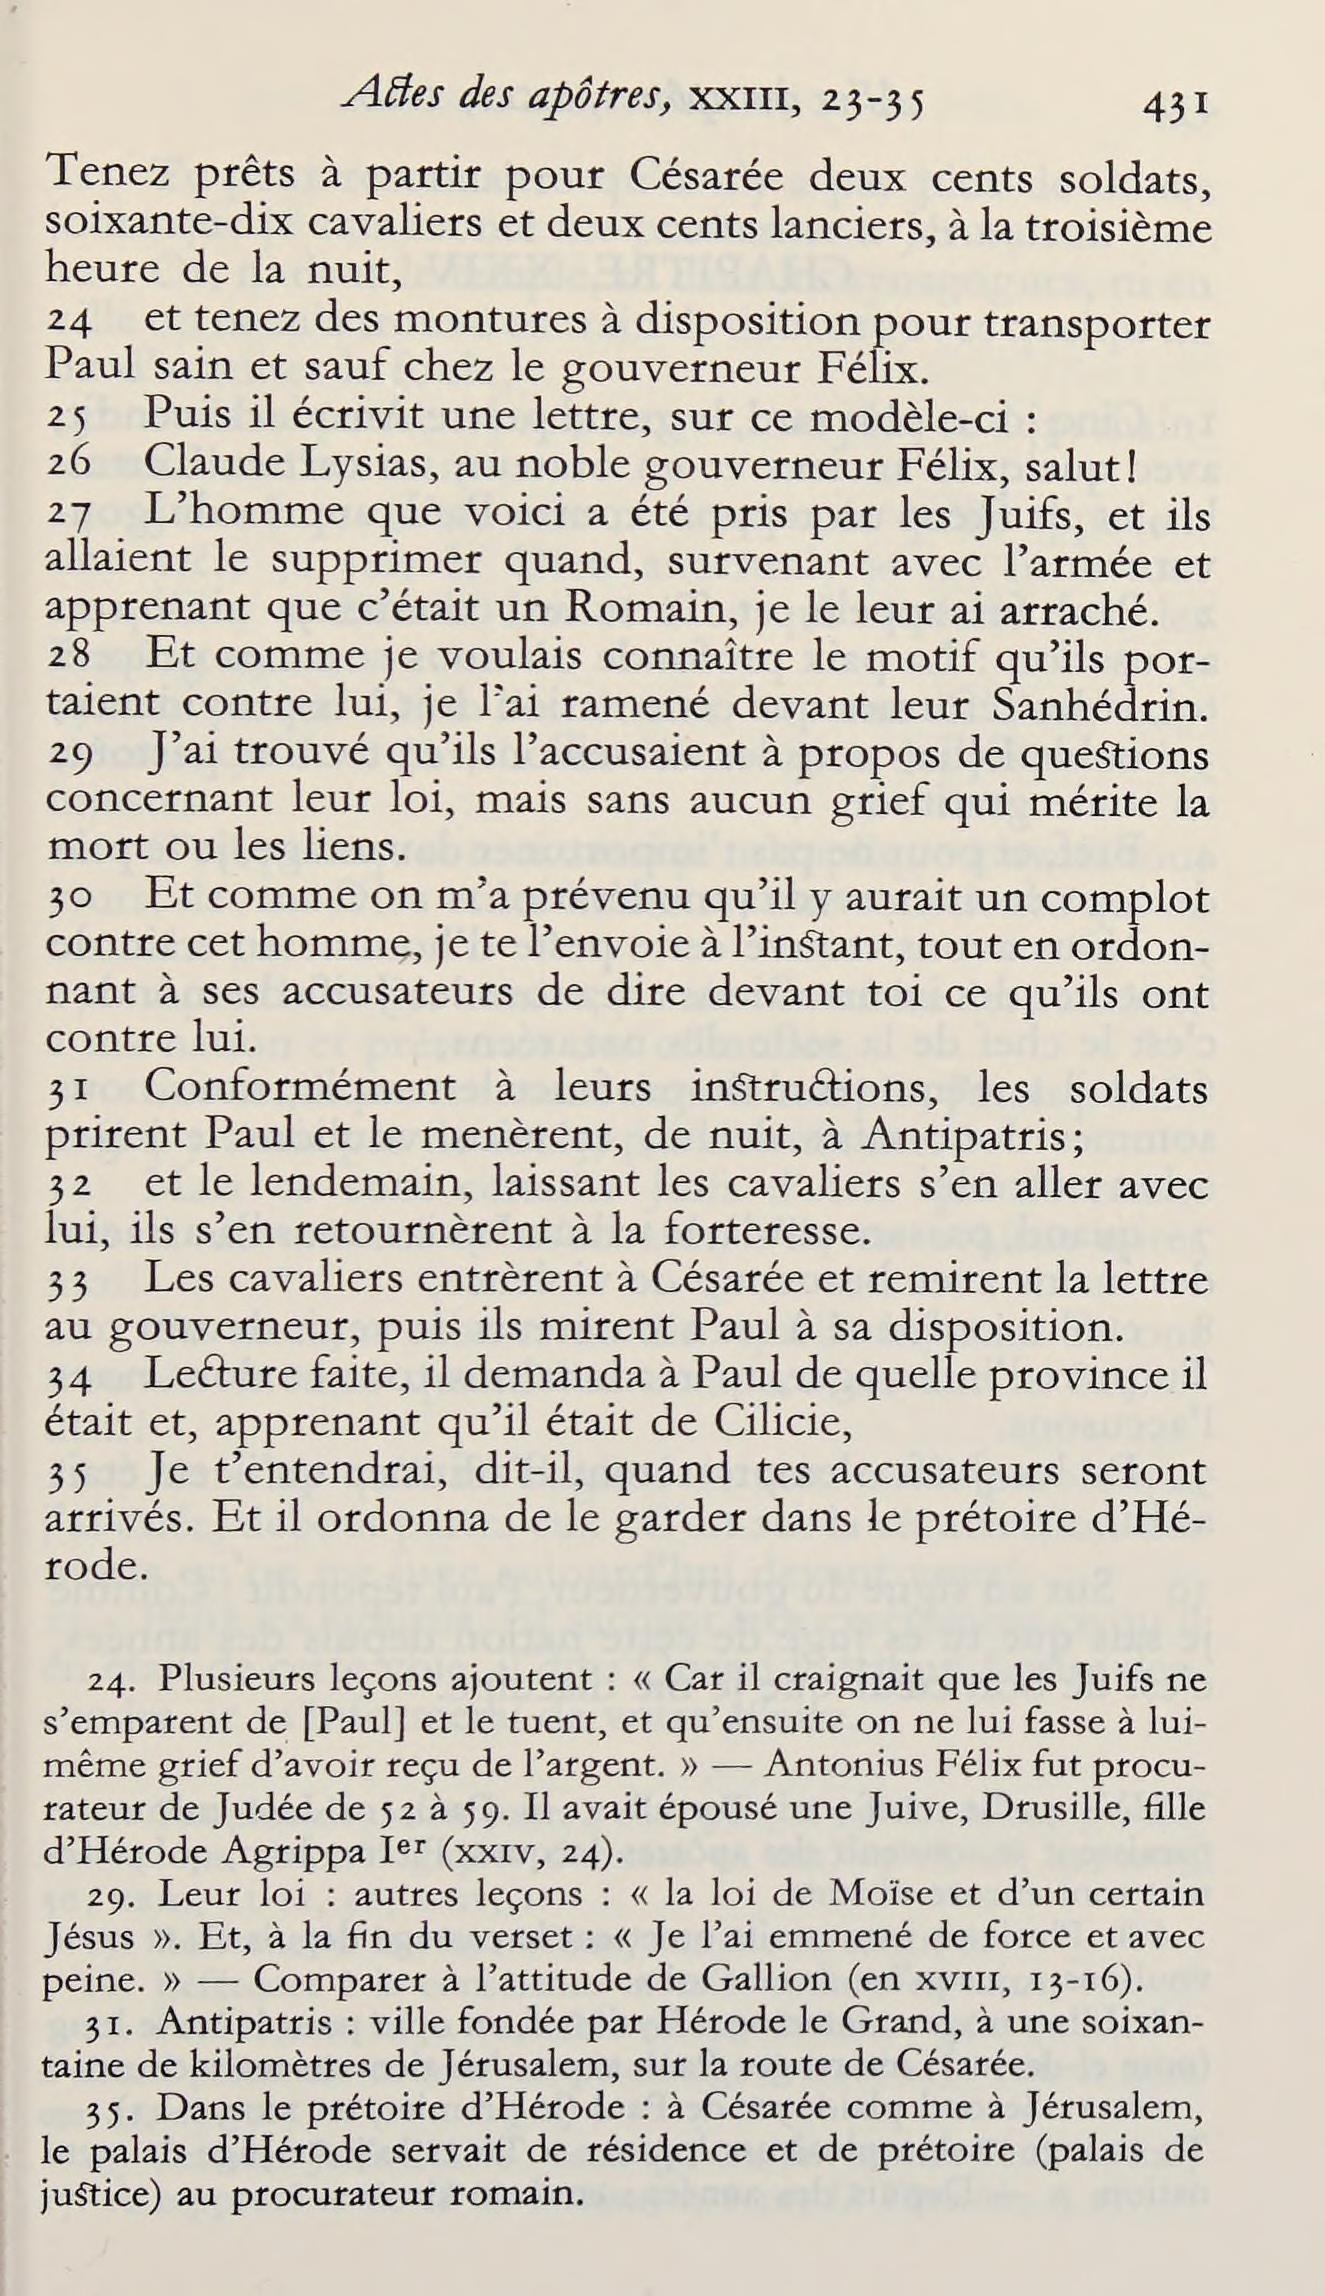 Actes des apôtres, XXIII, 23-35 431
Tenez prêts à partir pour Césarée deux cents soldats,
soixante-dix cavaliers et deux cents lanciers, à la troisième
heure de la nuit,
24 et tenez des montures à disposition pour transporter
Paul sain et sauf chez le gouverneur Félix.
25 Puis il écrivit une lettre, sur ce modèle-ci :
26 Claude Lysias, au noble gouverneur Félix, salut!
27 L'homme que voici a été pris par les Juifs, et ils
allaient le supprimer quand, survenant avec l'armée et
apprenant que c'était un Romain, je le leur ai arraché.
28 Et comme je voulais connaître le motif qu'ils por-
taient contre lui, je l'ai ramené devant leur Sanhédrin.
29 J'ai trouvé qu'ils l'accusaient à propos de questions
concernant leur loi, mais sans aucun grief qui mérite la
mort ou les liens.
30 Et comme on m'a prévenu qu'il y aurait un complot
contre cet homme, je te l'envoie à l'instant, tout en ordon-
nant à ses accusateurs de dire devant toi ce qu'ils ont
contre lui.
31 Conformément à leurs instructions, les soldats
prirent Paul et le menèrent, de nuit, à Antipatris;
32 et le lendemain, laissant les cavaliers s'en aller avec
lui, ils s'en retournèrent à la forteresse.
33 Les cavaliers entrèrent à Césarée et remirent la lettre
au gouverneur, puis ils mirent Paul à sa disposition.
34 Lecture faite, il demanda à Paul de quelle province il
était et, apprenant qu'il était de Cilicie,
35 Je t'entendrai, dit-il, quand tes accusateurs seront
arrivés. Et il ordonna de le garder dans le prétoire d'Hé-
rode.
24. Plusieurs leçons ajoutent : « Car il craignait que les Juifs ne
s'emparent de [Paul] et le tuent, et qu'ensuite on ne lui fasse à lui-
même grief d'avoir reçu de l'argent. » — Antonius Félix fut procu-
rateur de Judée de 52 à 59. Il avait épousé une Juive, Drusille, fille
d'Hérode Agrippa Ier (XXIV, 24).
29. Leur loi : autres leçons : « la loi de Moïse et d'un certain
Jésus ». Et, à la fin du verset : « Je l'ai emmené de force et avec
peine. » — Comparer à l'attitude de Gallion (en XVIII, 13-16).
31. Antipatris : ville fondée par Hérode le Grand, à une soixan-
taine de kilomètres de Jérusalem, sur la route de Césarée.
35. Dans le prétoire d'Hérode : à Césarée comme à Jérusalem,
le palais d'Hérode servait de résidence et de prétoire (palais de
justice) au procurateur romain.